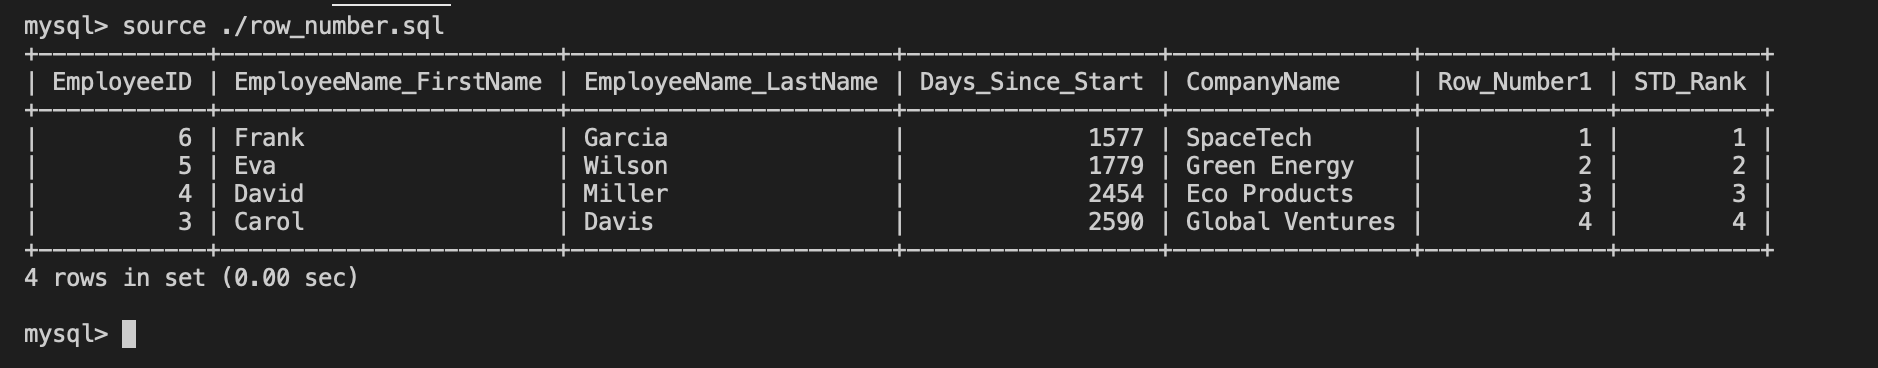 mysql> source ./row_number.sql
+------------+------------------------+-----------------------+------------------+-----------------+-------------+----------+
| EmployeeID | EmployeeName_FirstName | EmployeeName_LastName | Days_Since_Start | CompanyName     | Row_Number1 | STD_Rank |
+------------+------------------------+-----------------------+------------------+-----------------+-------------+----------+
|          6 | Frank                  | Garcia                |             1577 | SpaceTech       |           1 |        1 |
|          5 | Eva                    | Wilson                |             1779 | Green Energy    |           2 |        2 |
|          4 | David                  | Miller                |             2454 | Eco Products    |           3 |        3 |
|          3 | Carol                  | Davis                 |             2590 | Global Ventures |           4 |        4 |
+------------+------------------------+-----------------------+------------------+-----------------+-------------+----------+
4 rows in set (0.00 sec)
mysql>